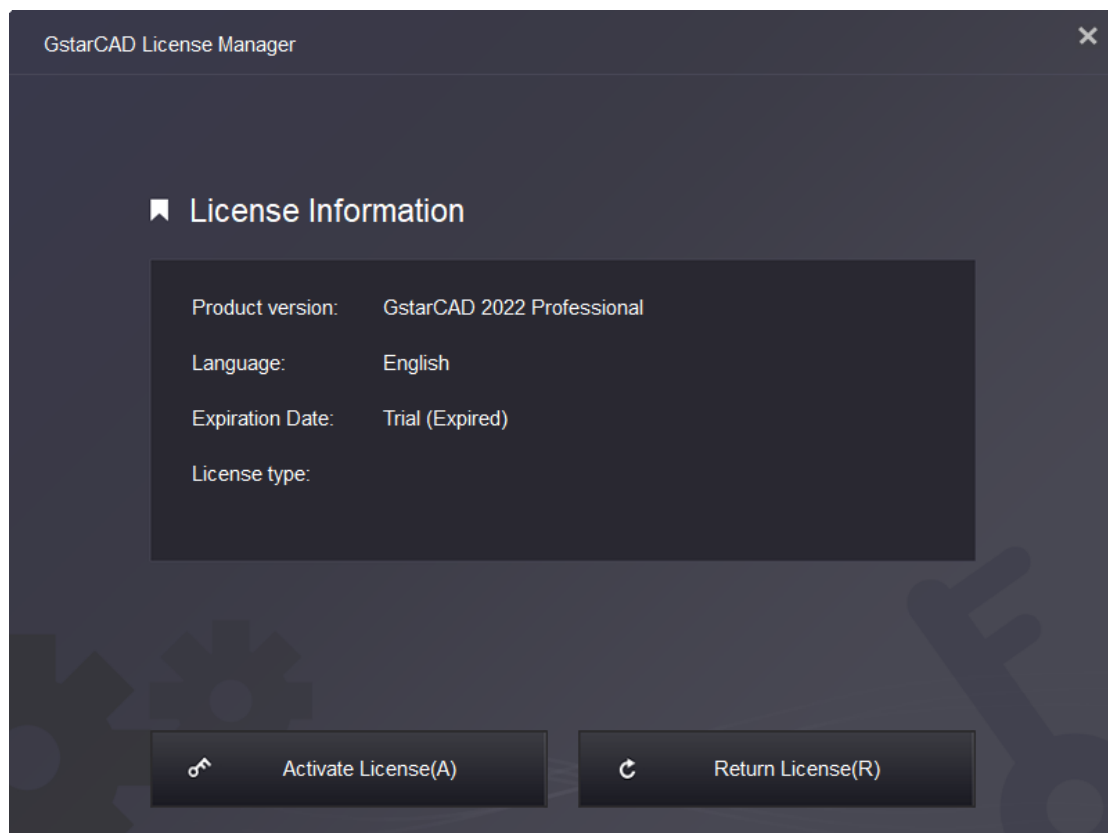 GstarCAD License Manager
License Information
Product version: GstarCAD 2022 Professional
Language: English
Expiration Date: Trial (Expired)
License type:
Activate License(A) Return License(R)